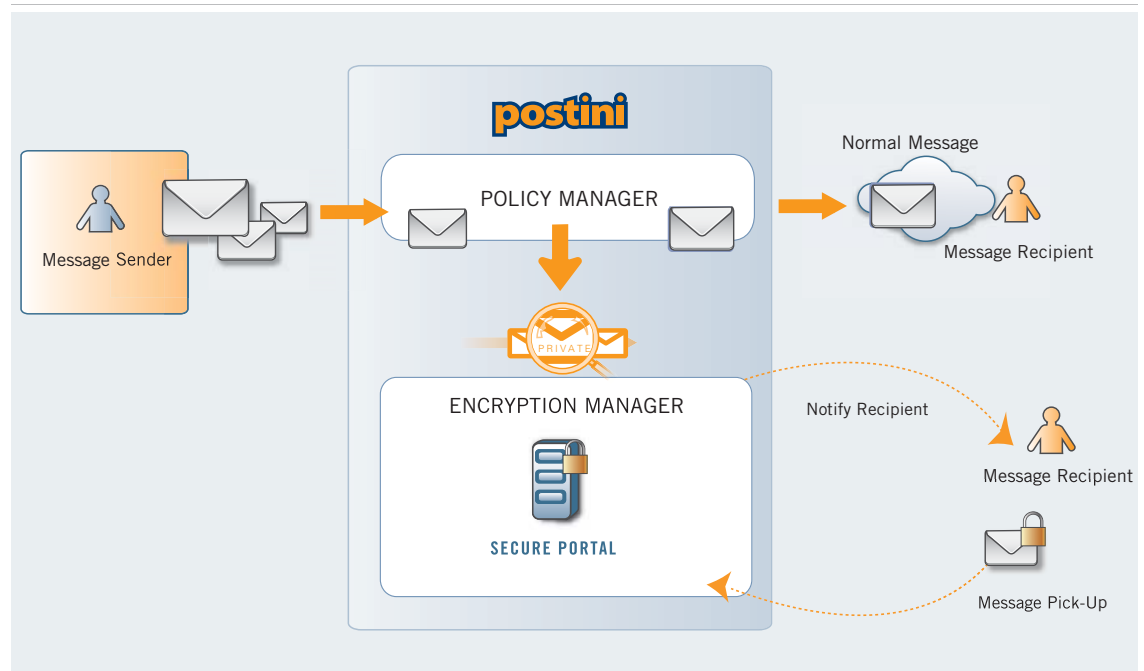 postini
Normal Message
POLICY MANAGER
Message Sender
Message Recipient
PRIVATE
ENCRYPTION MANAGER
Notify Recipient
Message Recipient
SECURE PORTAL
Message Pick-Up